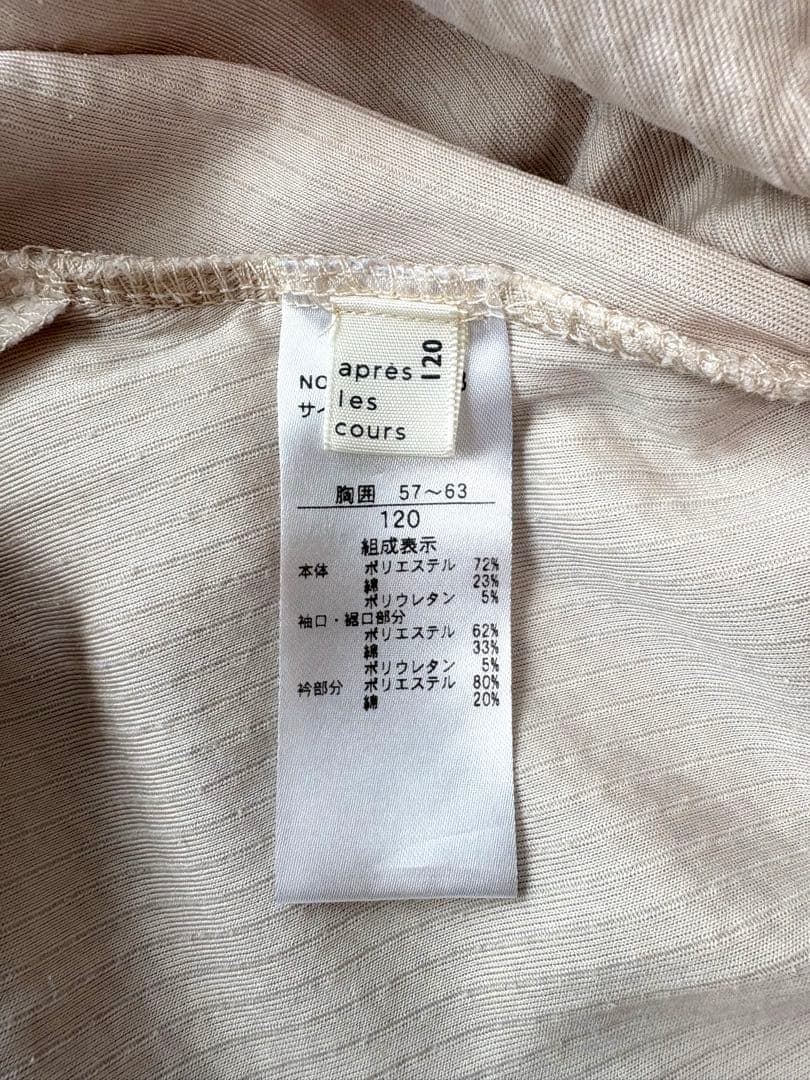 120
après
les
cours
NO
サイ
胸囲 57～63
120
組成表示
本体 ポリエステル 72%
綿 23%
ポリウレタン 5%
袖口・裾口部分
ポリエステル 62%
綿 33%
ポリウレタン 5%
衿部分 ポリエステル 80%
綿 20%